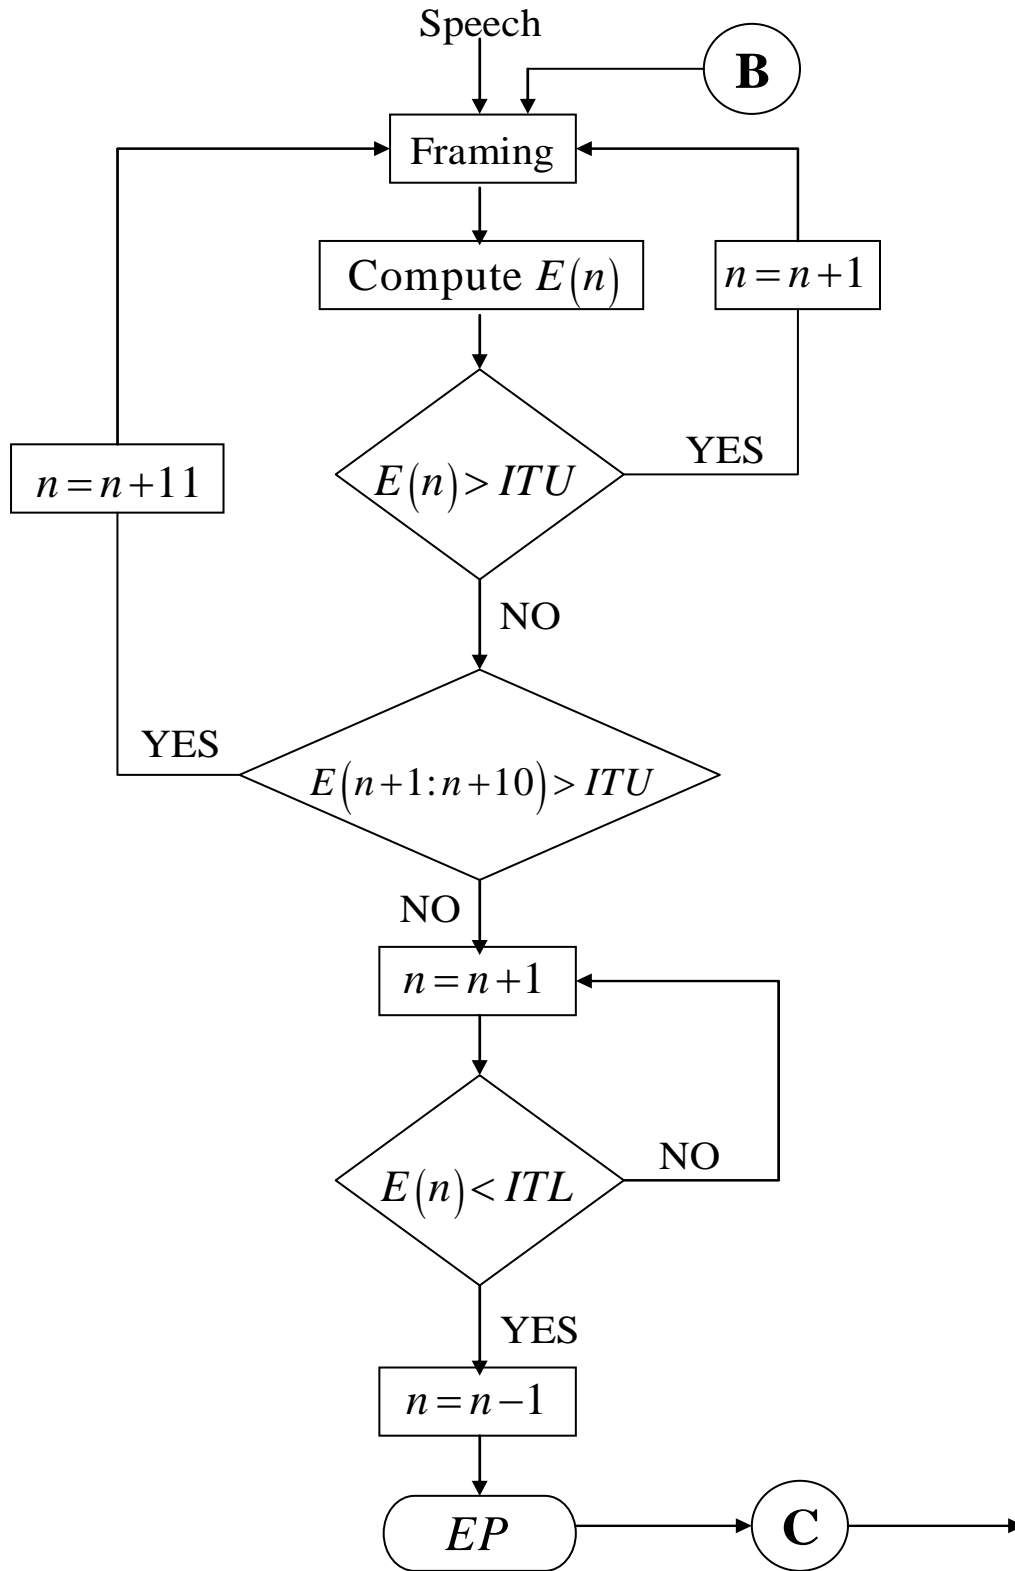 Speech
B
Framing
Compute E(n)
n = n+1
E(n) > ITU
YES
n = n+11
NO
YES
E(n+1:n+10) > ITU
NO
n = n+1
E(n) < ITL
NO
YES
n = n−1
EP
C